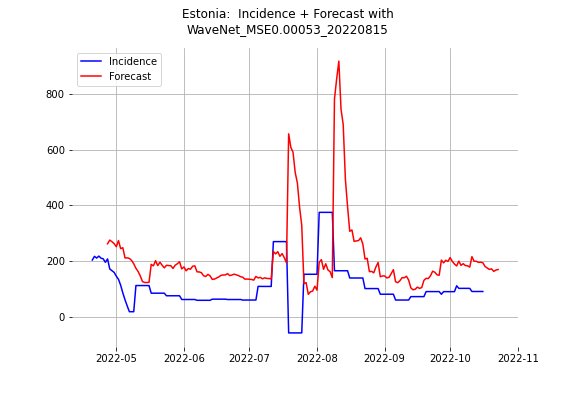 Estonia:  Incidence + Forecast with
WaveNet_MSE0.00053_20220815
Incidence
Forecast
800
600
400
200
0
2022-05 2022-06 2022-07 2022-08 2022-09 2022-10 2022-11